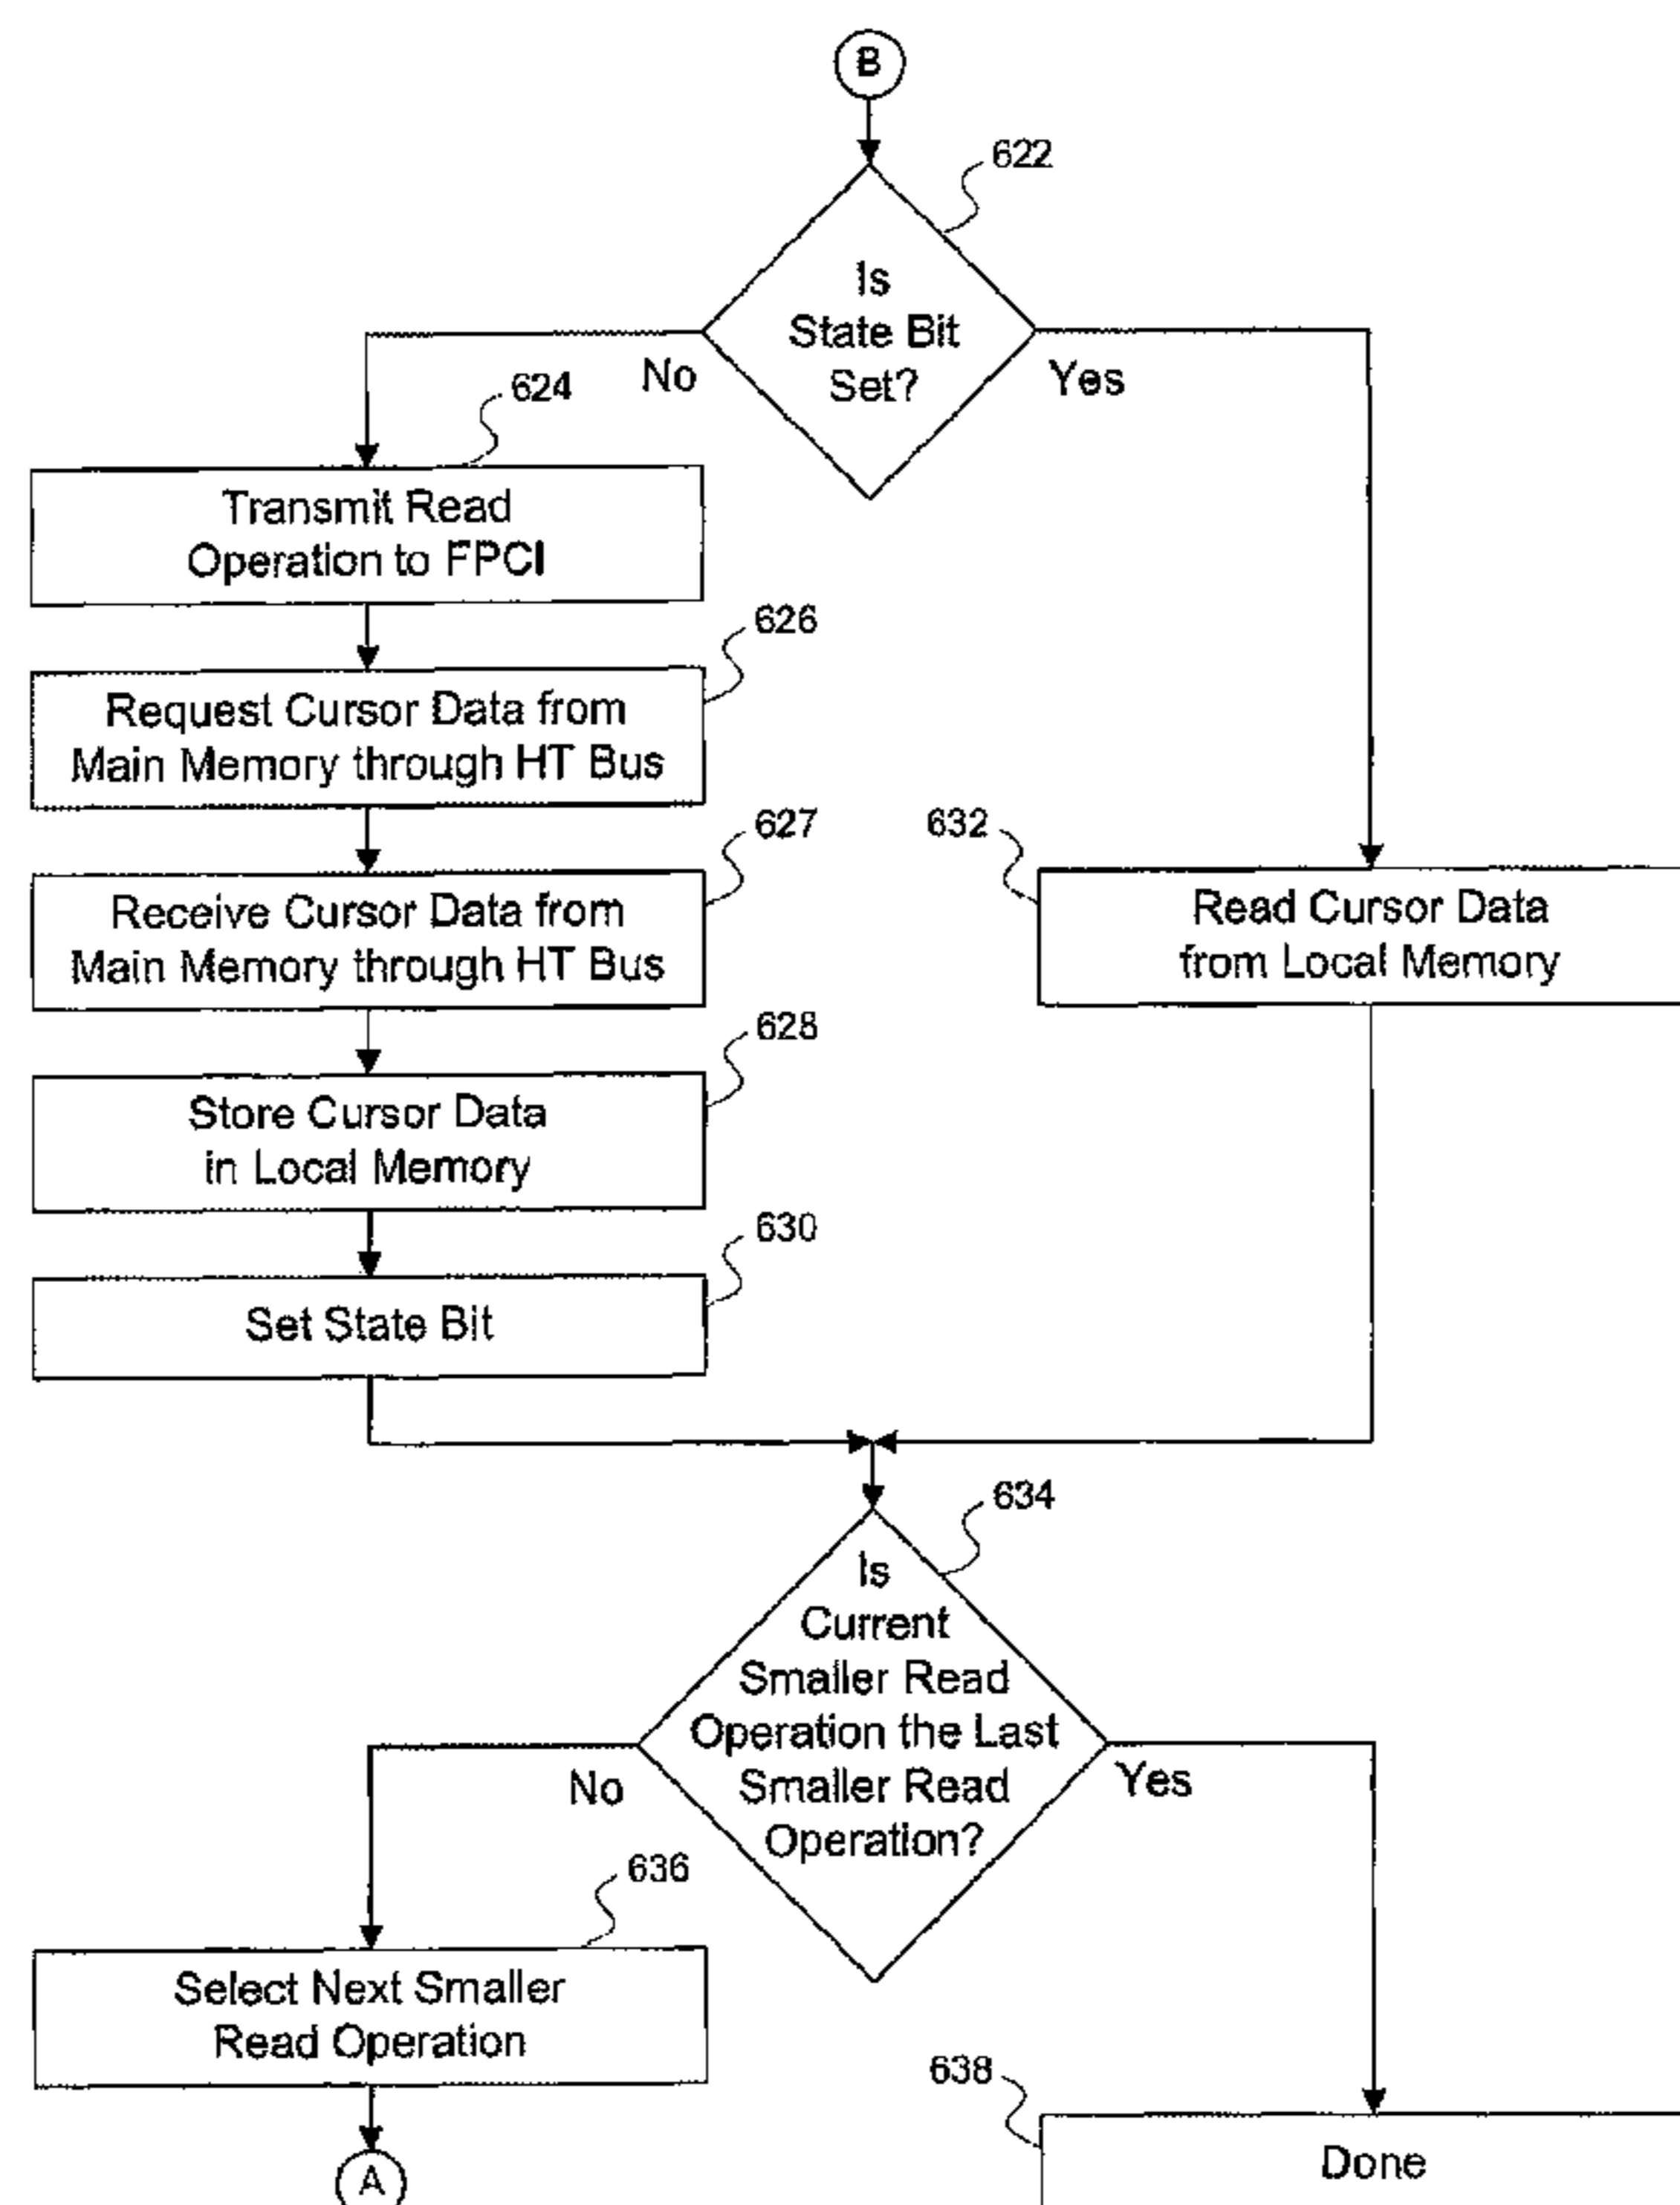 B
622
Is
State Bit
Set?
No
Yes
624
Transmit Read
Operation to FPCI
626
Request Cursor Data from
Main Memory through HT Bus
627
Receive Cursor Data from
Main Memory through HT Bus
632
Read Cursor Data
from Local Memory
628
Store Cursor Data
in Local Memory
630
Set State Bit
634
Is
Current
Smaller Read
Operation the Last
Smaller Read
Operation?
No
Yes
636
Select Next Smaller
Read Operation
638
Done
A